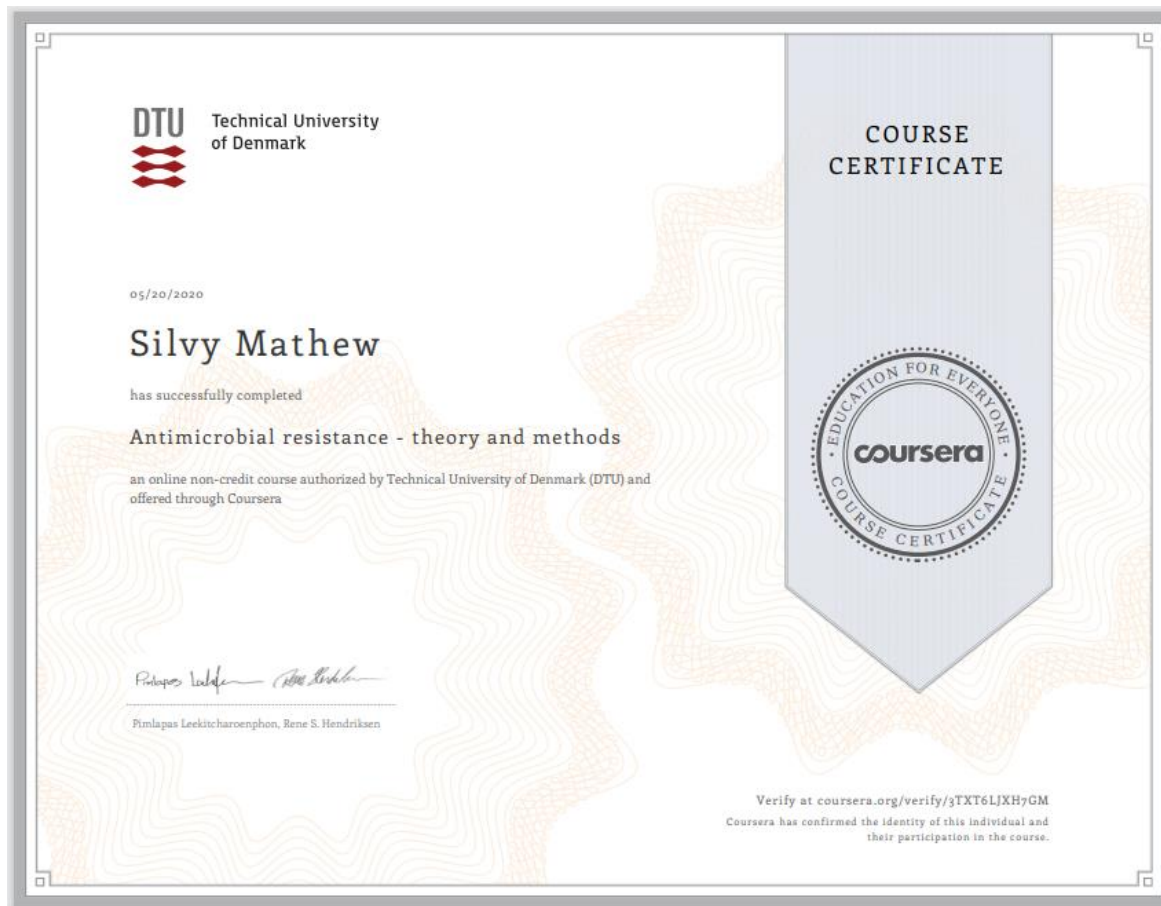 DTU
Technical University
of Denmark
COURSE
CERTIFICATE
05/20/2020
Silvy Mathew
has successfully completed
Antimicrobial resistance - theory and methods
an online non-credit course authorized by Technical University of Denmark (DTU) and
offered through Coursera
EDUCATION FOR EVERYONE
coursera
COURSE CERTIFICATE
Pimlapas Leekitcharoenphon, Rene S. Hendriksen
Verify at coursera.org/verify/3TXT6LJXH7GM
Coursera has confirmed the identity of this individual and
their participation in the course.